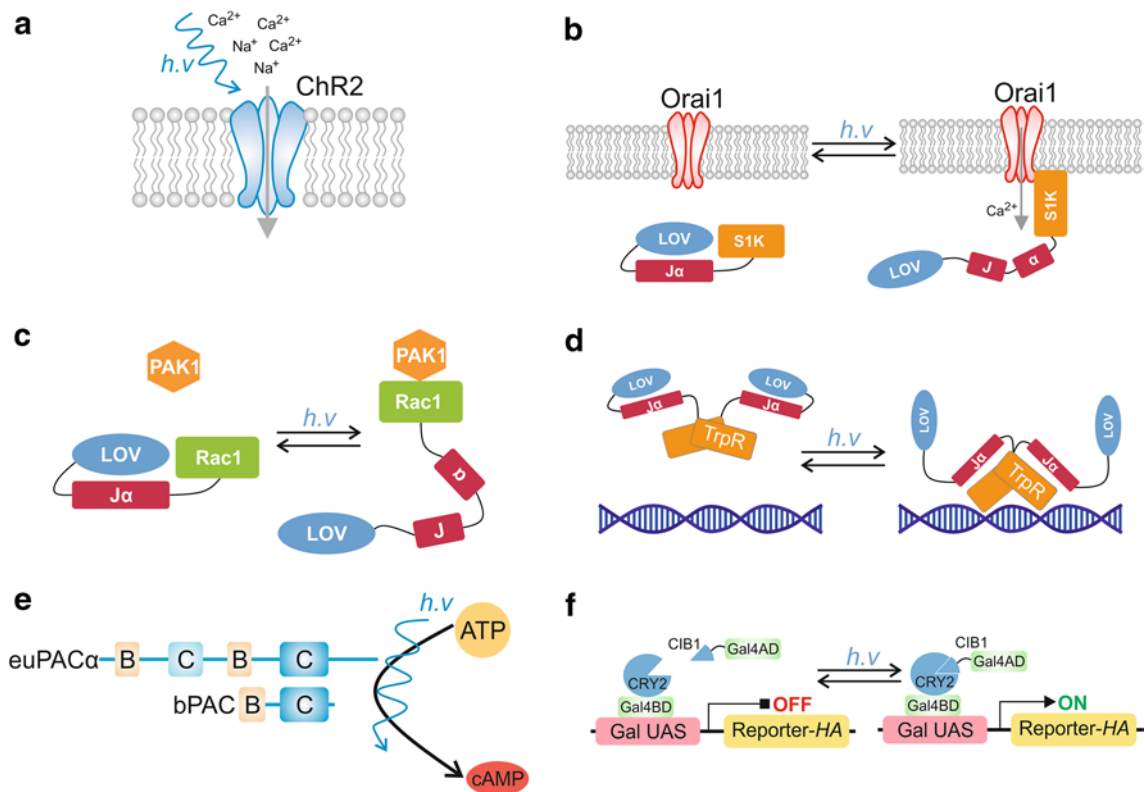 a
Ca²⁺ Ca²⁺
Na⁺ Ca²⁺
Na⁺
h.v
ChR2
b
Orai1
Orai1
h.v
Ca²⁺
S1K
LOV
S1K
Jα
LOV
J
α
c
PAK1
PAK1
Rac1
h.v
LOV
Rac1
Jα
α
J
LOV
d
LOV
LOV
Jα
Jα
TrpR
h.v
LOV
LOV
Jα
Jα
TrpR
e
h.v
ATP
euPACα B C B C
bPAC B C
cAMP
f
CIB1
Gal4AD
CRY2
Gal4BD
OFF
Gal UAS
Reporter-HA
h.v
CIB1
Gal4AD
CRY2
Gal4BD
ON
Gal UAS
Reporter-HA